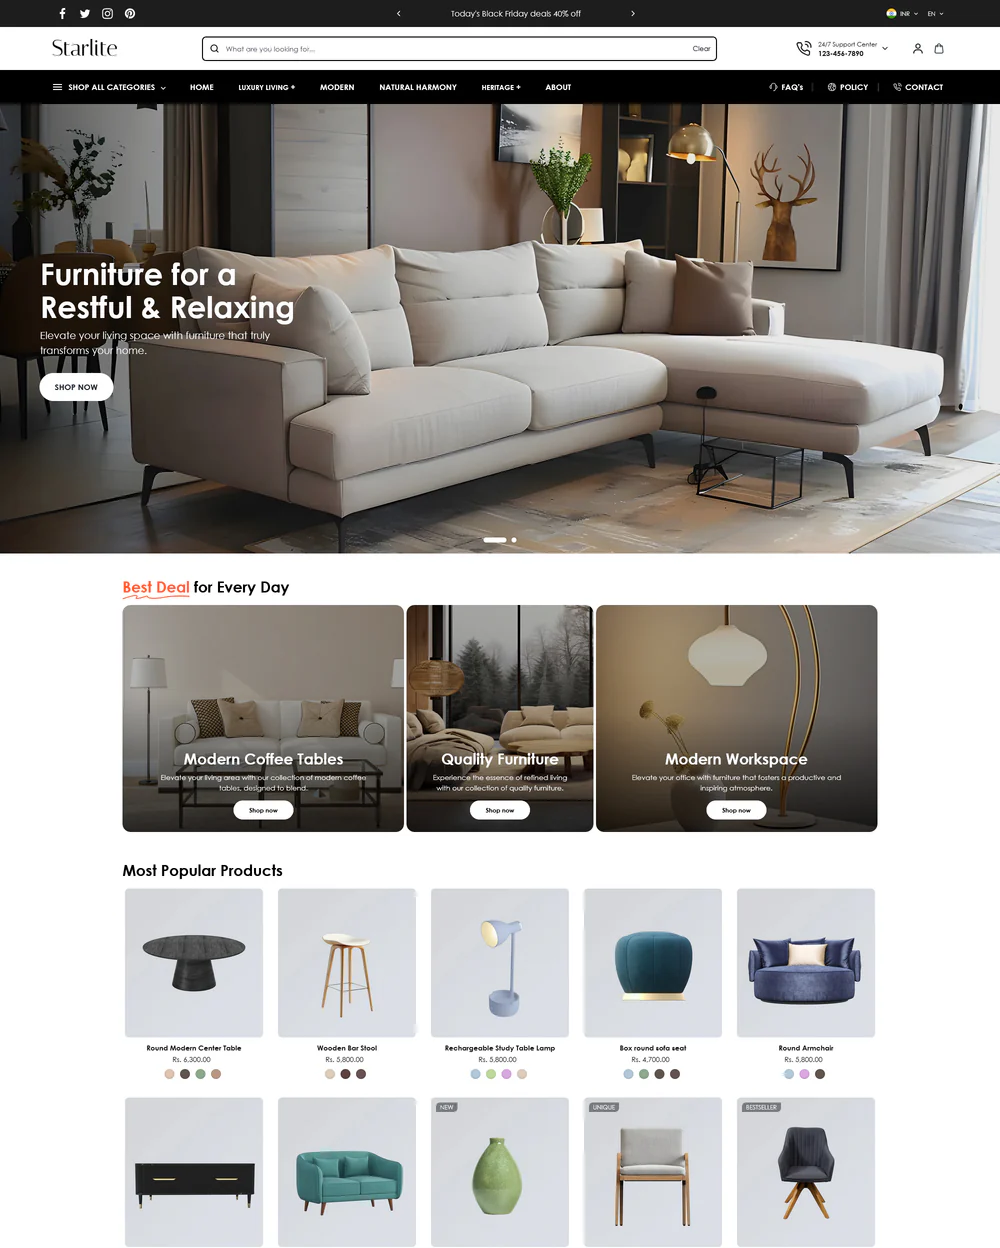 Today's Black Friday deals 40% off
INR
EN
Starlite
What are you looking for...
Clear
24/7 Support Center
123-456-7890
SHOP ALL CATEGORIES
HOME
LUXURY LIVING +
MODERN
NATURAL HARMONY
HERITAGE +
ABOUT
FAQ's
POLICY
CONTACT
Furniture for a
Restful & Relaxing
Elevate your living space with furniture that truly
transforms your home.
SHOP NOW
Best Deal for Every Day
Modern Coffee Tables
Elevate your living area with our collection of modern coffee
tables, designed to blend.
Shop now
Quality Furniture
Experience the essence of refined living
with our collection of quality furniture.
Shop now
Modern Workspace
Elevate your office with furniture that fosters a productive and
inspiring atmosphere.
Shop now
Most Popular Products
Round Modern Center Table
Rs. 6,300.00
Wooden Bar Stool
Rs. 5,800.00
Rechargeable Study Table Lamp
Rs. 5,800.00
Box round sofa seat
Rs. 4,700.00
Round Armchair
Rs. 5,800.00
NEW
UNIQUE
BESTSELLER